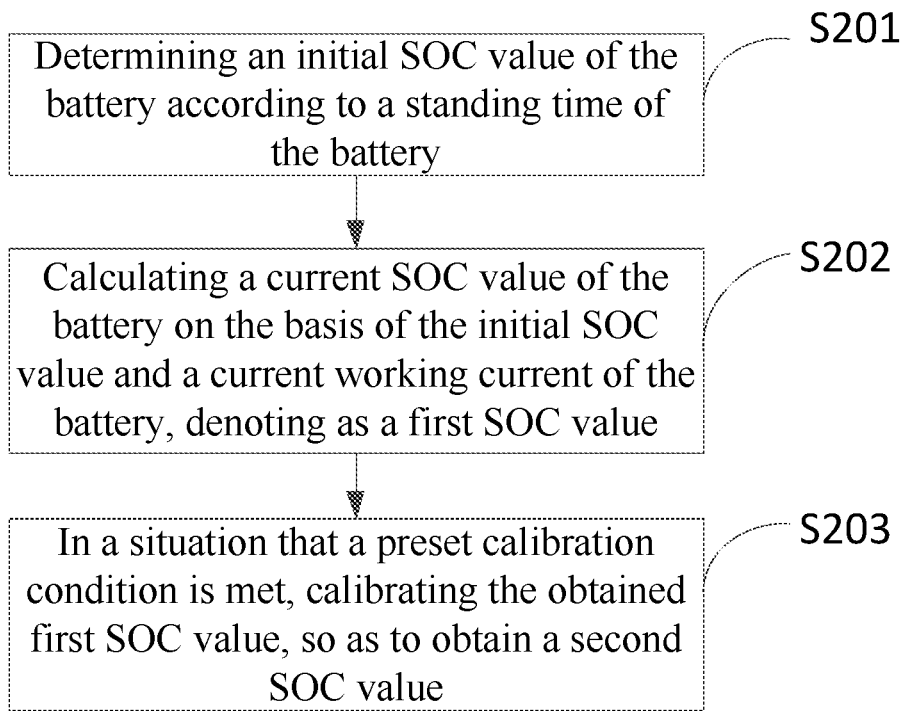 S201
Determining an initial SOC value of the
battery according to a standing time of
the battery
S202
Calculating a current SOC value of the
battery on the basis of the initial SOC
value and a current working current of the
battery, denoting as a first SOC value
S203
In a situation that a preset calibration
condition is met, calibrating the obtained
first SOC value, so as to obtain a second
SOC value